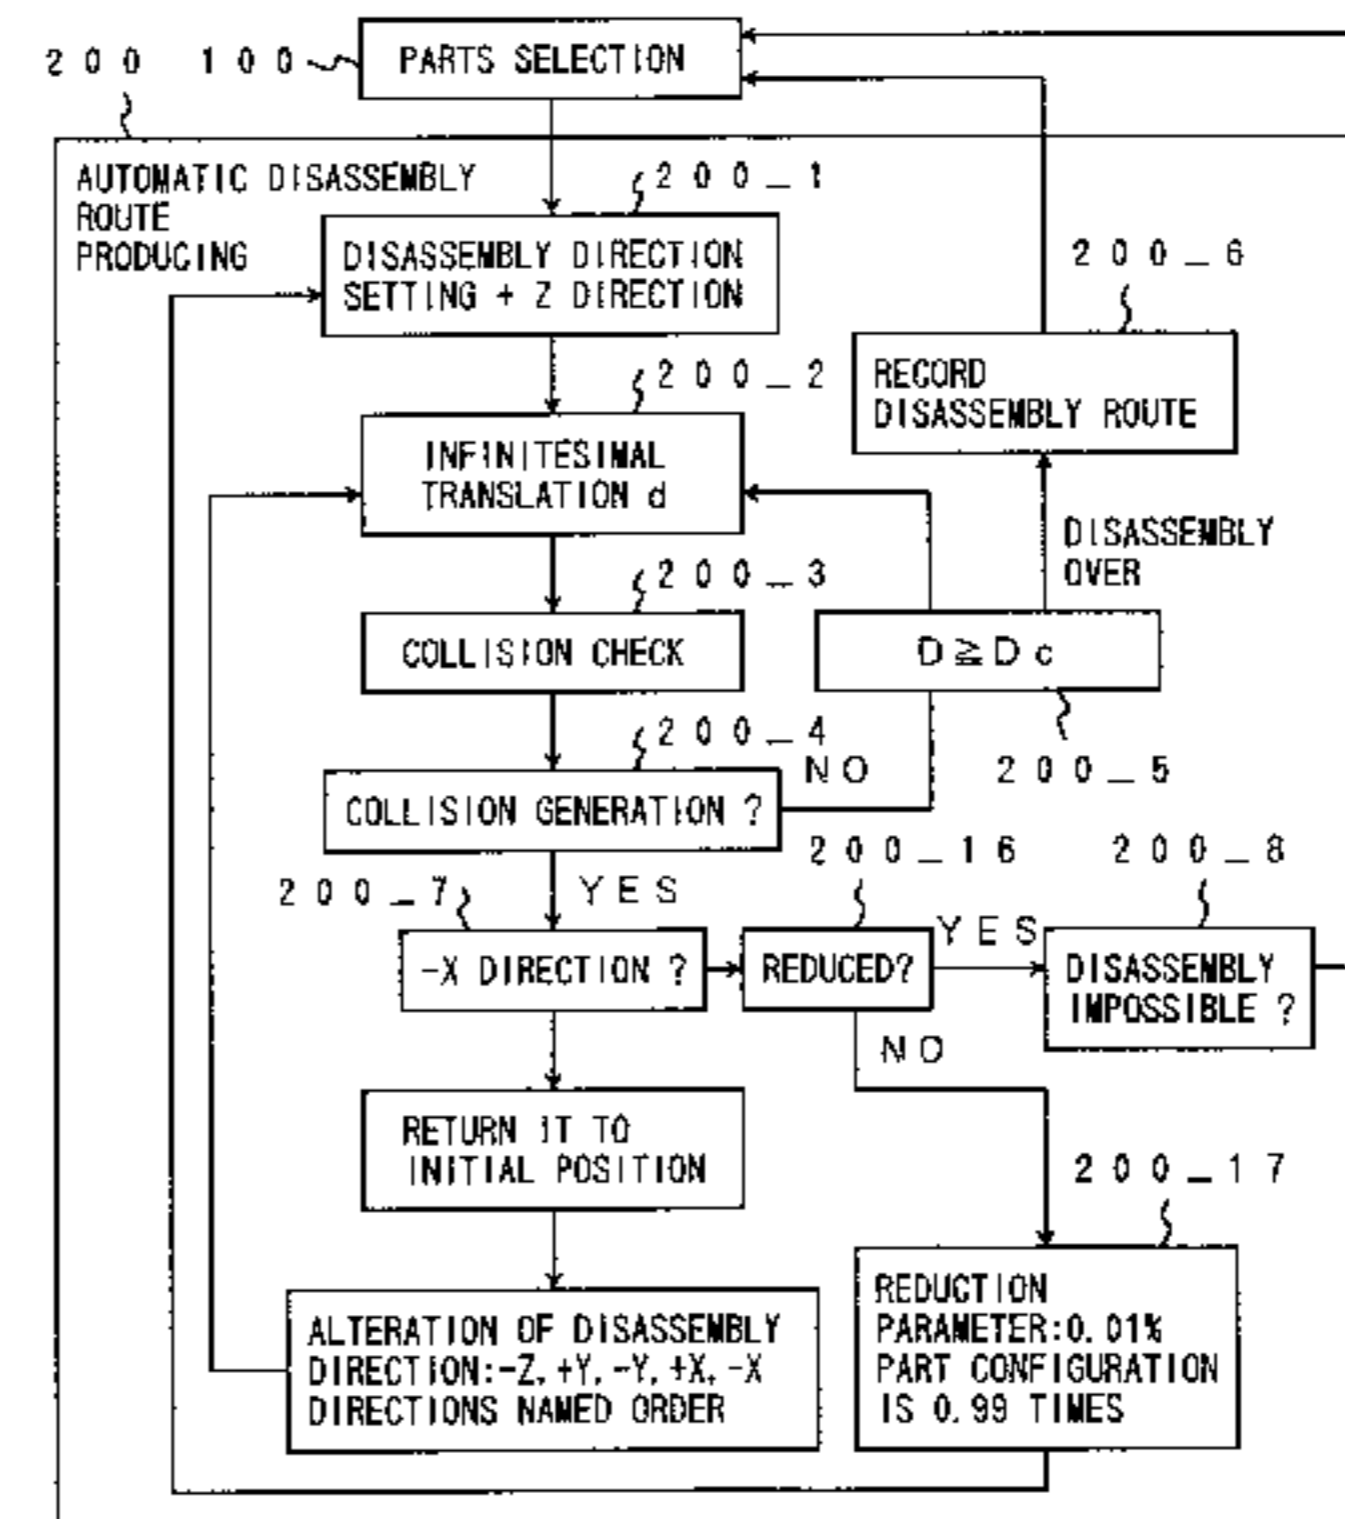 200 100 PARTS SELECTION
AUTOMATIC DISASSEMBLY
ROUTE
PRODUCING
200_1
DISASSEMBLY DIRECTION
SETTING + Z DIRECTION
200_6
200_2
RECORD
DISASSEMBLY ROUTE
INFINITESIMAL
TRANSLATION d
DISASSEMBLY
OVER
200_3
COLLISION CHECK
D ≧ Dc
200_4
NO
200_5
COLLISION GENERATION ?
200_16
200_8
200_7
YES
YES
-X DIRECTION ?
REDUCED?
DISASSEMBLY
IMPOSSIBLE ?
NO
RETURN IT TO
INITIAL POSITION
200_17
REDUCTION
PARAMETER:0.01%
PART CONFIGURATION
IS 0.99 TIMES
ALTERATION OF DISASSEMBLY
DIRECTION:-Z, +Y, -Y, +X, -X
DIRECTIONS NAMED ORDER